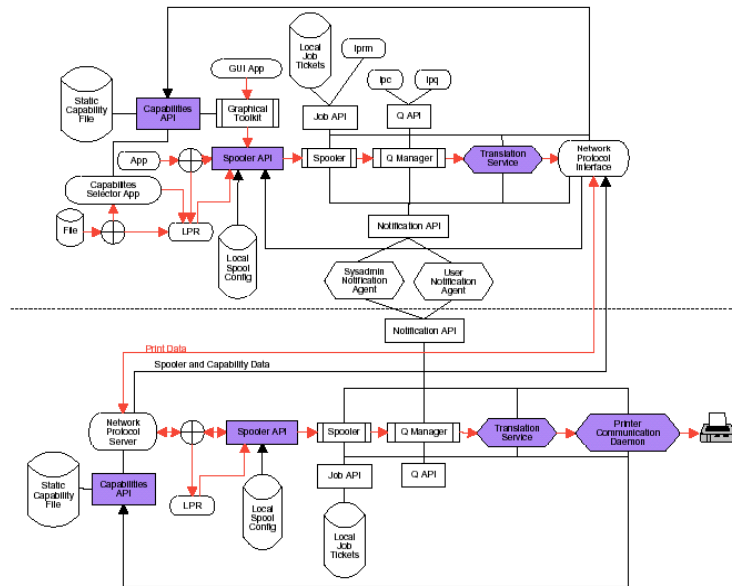 Local
Job
Tickets
lprm
GUI App
lpc
lpq
Static
Capability
File
Capabilities
API
Graphical
Toolkit
Job API
Q API
App
Spooler API
Spooler
Q Manager
Translation
Service
Network
Protocol
Interface
Capabilites
Selector App
File
LPR
Notification API
Local
Spool
Config
Sysadmin
Notification
Agent
User
Notification
Agent
Notification API
Print Data
Spooler and Capability Data
Network
Protocol
Server
Spooler API
Spooler
Q Manager
Translation
Service
Printer
Communication
Daemon
Static
Capability
File
Capabilities
API
LPR
Local
Spool
Config
Job API
Q API
Local
Job
Tickets